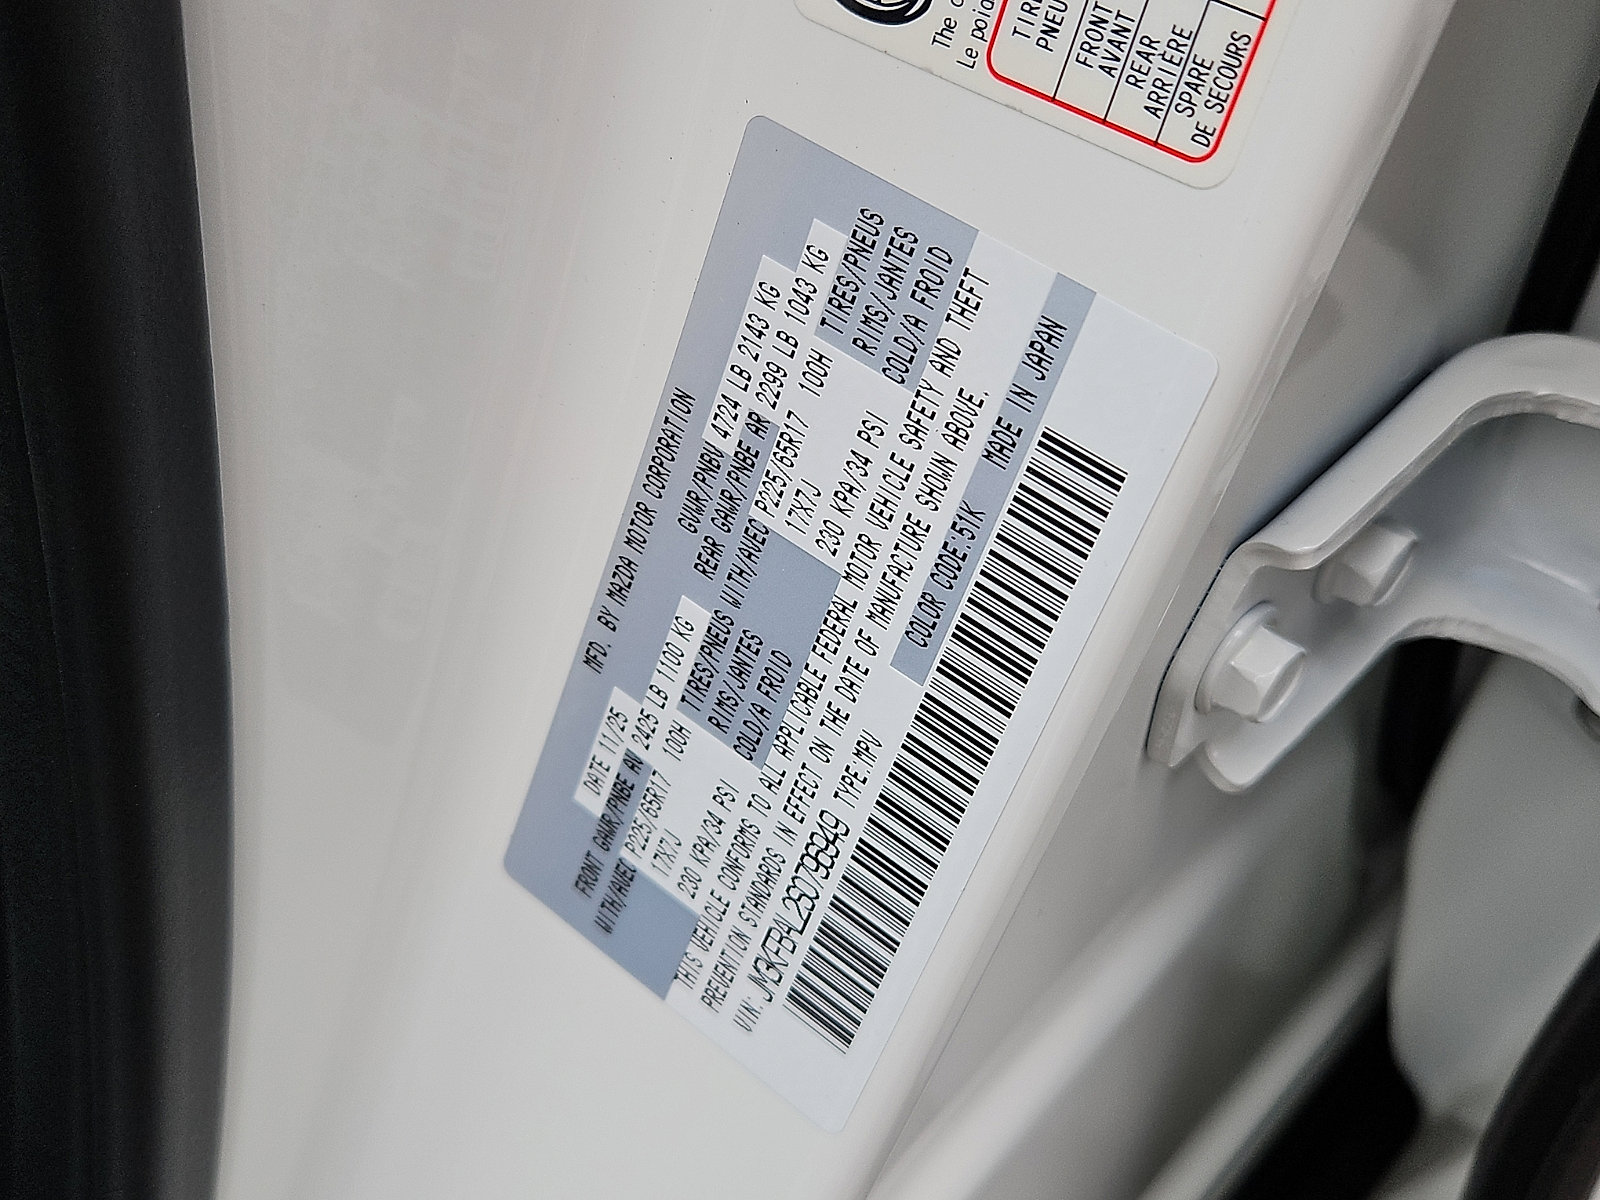 The c
Le poid
TIRE
PNEU
FRONT
AVANT
REAR
ARRIÈRE
SPARE
DE SECOURS
MFD. BY MAZDA MOTOR CORPORATION
DATE 11/25 GVWR/PNBV 4724 LB 2143 KG
FRONT GAWR/PNBE AV 2425 LB 1100 KG REAR GAWR/PNBE AR 2299 LB 1043 KG
WITH/AVEC P225/65R17 100H TIRES/PNEUS WITH/AVEC P225/65R17 100H TIRES/PNEUS
17X7J RIMS/JANTES 17X7J RIMS/JANTES
230 KPA/34 PSI COLD/A FROID 230 KPA/34 PSI COLD/A FROID
THIS VEHICLE CONFORMS TO ALL APPLICABLE FEDERAL MOTOR VEHICLE SAFETY AND THEFT
PREVENTION STANDARDS IN EFFECT ON THE DATE OF MANUFACTURE SHOWN ABOVE.
VIN: JM3KFBAL2S0796949 TYPE:MPV COLOR CODE:51K MADE IN JAPAN